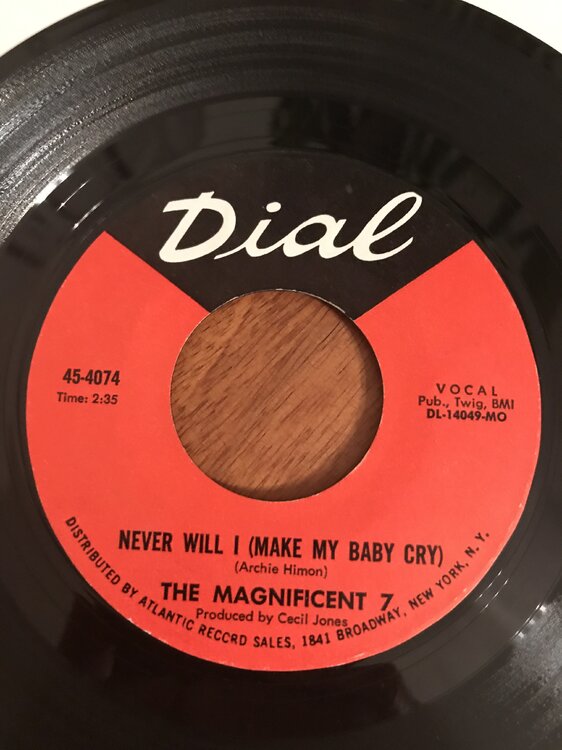 Dial
45-4074
Time: 2:35
VOCAL
Pub., Twig, BMI
DL-14049-MO
NEVER WILL I (MAKE MY BABY CRY)
(Archie Himon)
THE MAGNIFICENT 7
Produced by Cecil Jones
DISTRIBUTED BY ATLANTIC RECORD SALES, 1841 BROADWAY, NEW YORK, N. Y.